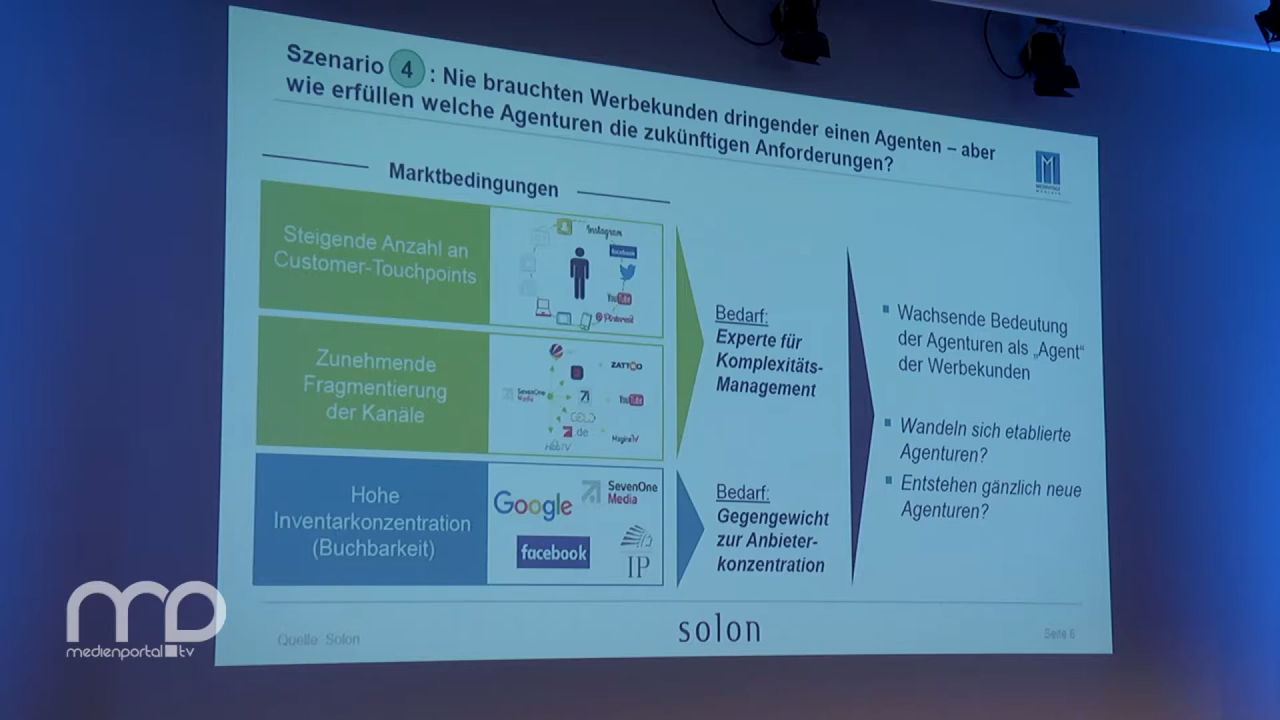 Szenario 4 : Nie brauchten Werbekunden dringender einen Agenten – aber
wie erfüllen welche Agenturen die zukünftigen Anforderungen?
Marktbedingungen
Steigende Anzahl an
Customer-Touchpoints
Instagram
facebook
YouTube
Pinterest
Zunehmende
Fragmentierung
der Kanäle
ZATTOO
SevenOne
Media
YouTube
GOLD
.de
HbbTV
MagineTV
Hohe
Inventarkonzentration
(Buchbarkeit)
Google
SevenOne
Media
facebook
IP
Bedarf:
Experte für
Komplexitäts-
Management
Bedarf:
Gegengewicht
zur Anbieter-
konzentration
Wachsende Bedeutung
der Agenturen als „Agent“
der Werbekunden
Wandeln sich etablierte
Agenturen?
Entstehen gänzlich neue
Agenturen?
Quelle: Solon
solon
Seite 6
mp
medienportal.tv